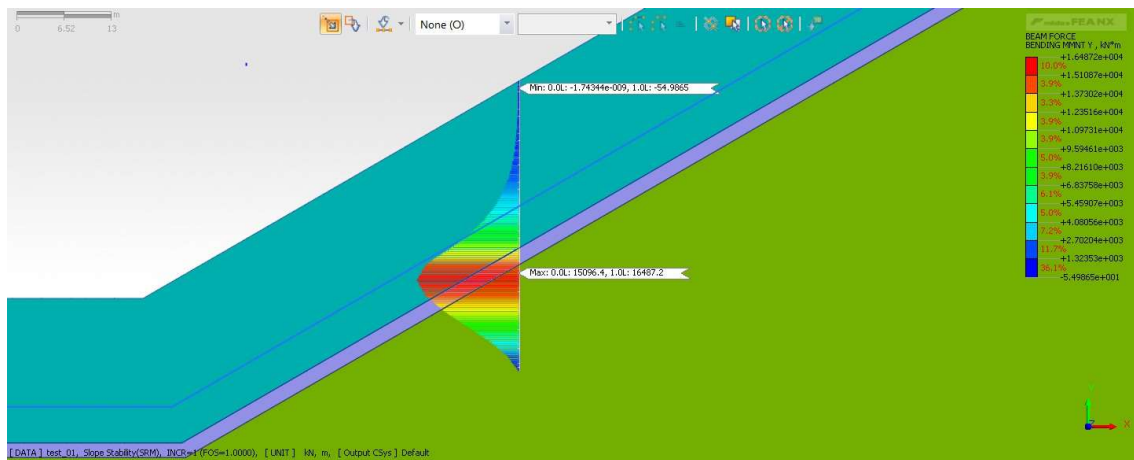 m
0 6.52 13
None (O)
midas FEA NX
BEAM FORCE
BENDING MMNT Y , kN*m
+1.64872e+004
10.0%
+1.51087e+004
3.9%
+1.37302e+004
3.3%
+1.23516e+004
3.9%
+1.09731e+004
3.9%
+9.59461e+003
5.0%
+8.21610e+003
3.9%
+6.83758e+003
6.1%
+5.45907e+003
5.0%
+4.08056e+003
7.2%
+2.70204e+003
11.7%
+1.32353e+003
36.1%
-5.49865e+001
Min: 0.0L: -1.74344e-009, 1.0L: -54.9865
Max: 0.0L: 15096.4, 1.0L: 16487.2
Y
Z X
[ DATA ] test_01, Slope Stability(SRM), INCR=1 (FOS=1.0000), [ UNIT ] kN, m, [ Output CSys ] Default